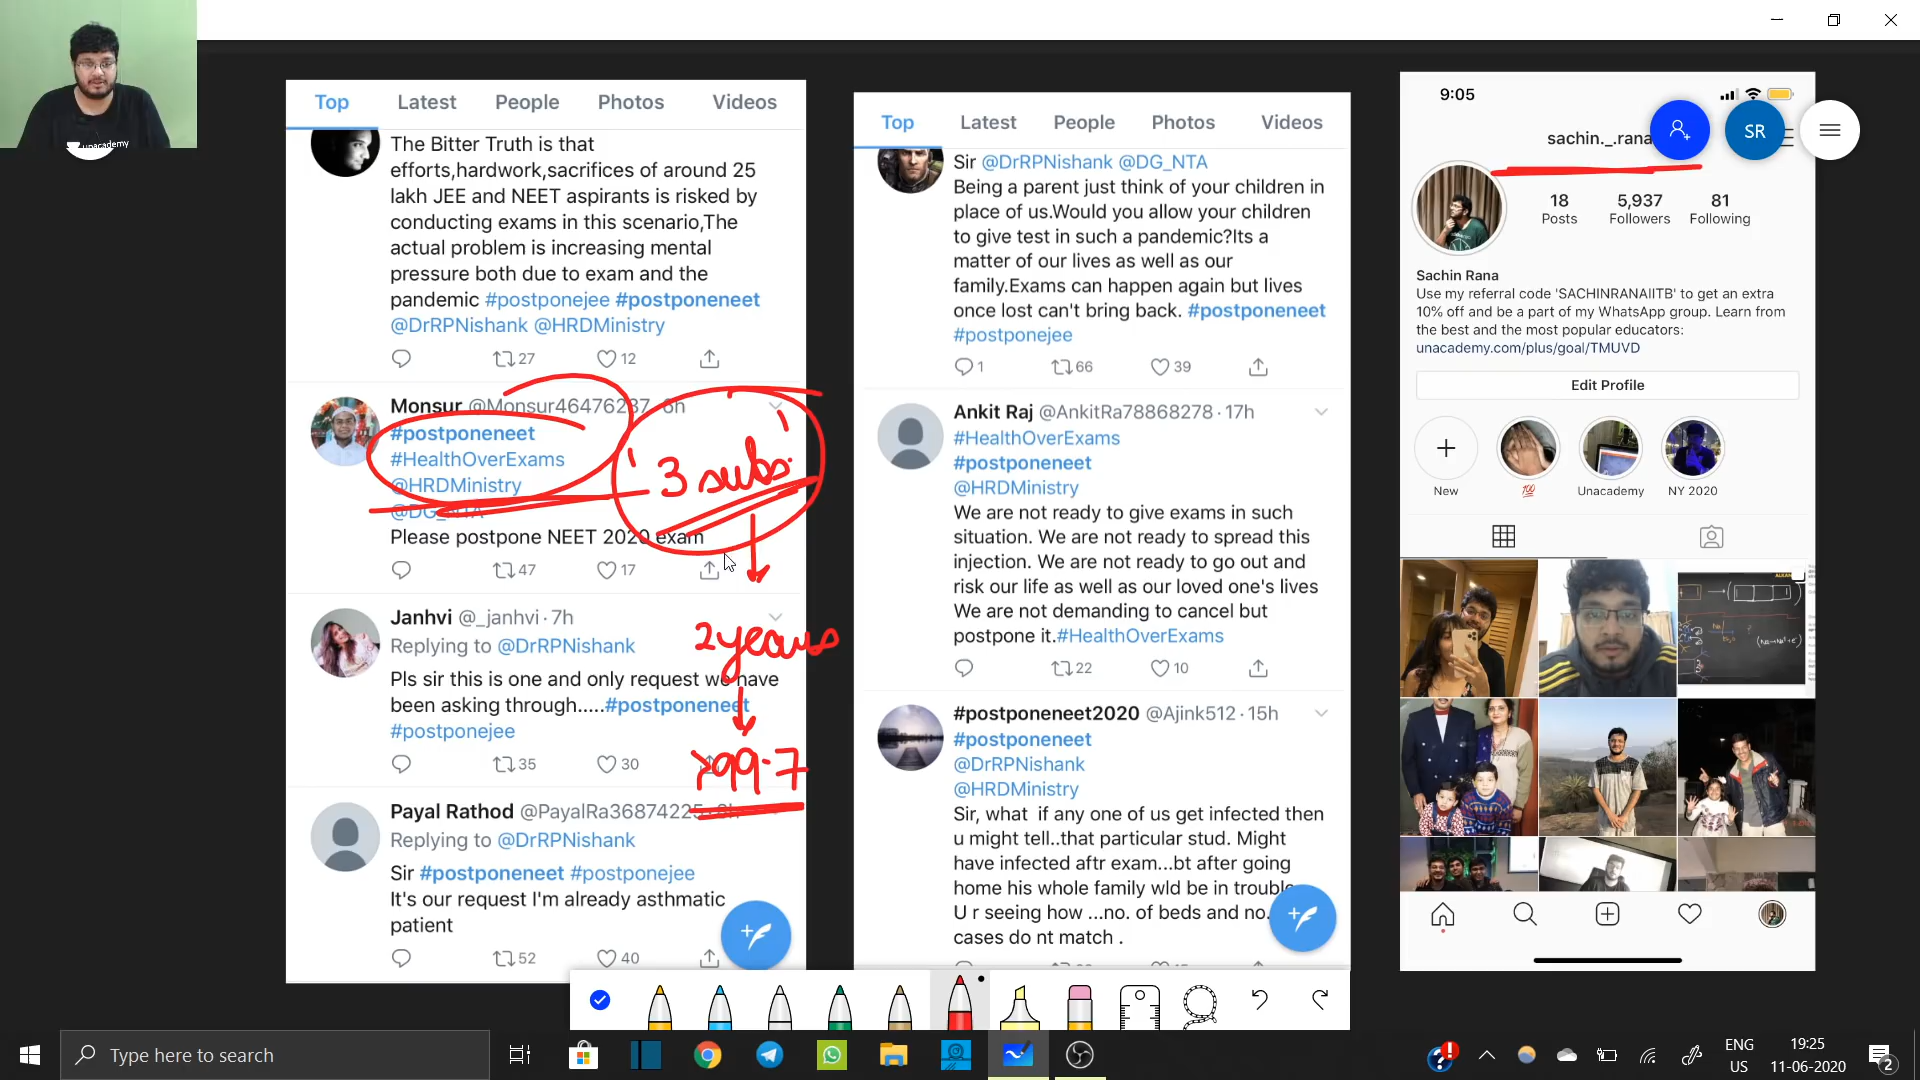 unacademy
Top Latest People Photos Videos
The Bitter Truth is that
efforts,hardwork,sacrifices of around 25
lakh JEE and NEET aspirants is risked by
conducting exams in this scenario,The
actual problem is increasing mental
pressure both due to exam and the
pandemic #postponejee #postponeneet
@DrRPNishank @HRDMinistry
27 12
Monsur @Monsur46476237 · 6h
#postponeneet
#HealthOverExams
@HRDMinistry
@DG_NTA
Please postpone NEET 2020 exam
47 17
3 subs
2 years
>99.7
Janhvi @_janhvi · 7h
Replying to @DrRPNishank
Pls sir this is one and only request we have
been asking through.....#postponeneet
#postponejee
35 30
Payal Rathod @PayalRa36874225
Replying to @DrRPNishank
Sir #postponeneet #postponejee
It's our request I'm already asthmatic
patient
52 40
Top Latest People Photos Videos
Sir @DrRPNishank @DG_NTA
Being a parent just think of your children in
place of us.Would you allow your children
to give test in such a pandemic?Its a
matter of our lives as well as our
family.Exams can happen again but lives
once lost can't bring back. #postponeneet
#postponejee
1 66 39
Ankit Raj @AnkitRa78868278 · 17h
#HealthOverExams
#postponeneet
@HRDMinistry
We are not ready to give exams in such
situation. We are not ready to spread this
injection. We are not ready to go out and
risk our life as well as our loved one's lives
We are not demanding to cancel but
postpone it.#HealthOverExams
22 10
#postponeneet2020 @Ajink512 · 15h
#postponeneet
@DrRPNishank
@HRDMinistry
Sir, what if any one of us get infected then
u might tell..that particular stud. Might
have infected aftr exam...bt after going
home his whole family wld be in trouble
U r seeing how ...no. of beds and no.
cases do nt match .
9:05
sachin._.rana
SR
18 5,937 81
Posts Followers Following
Sachin Rana
Use my referral code 'SACHINRANAIITB' to get an extra
10% off and be a part of my WhatsApp group. Learn from
the best and the most popular educators:
unacademy.com/plus/goal/TMUVD
Edit Profile
New 💯 Unacademy NY 2020
Type here to search
ENG
US
19:25
11-06-2020
2